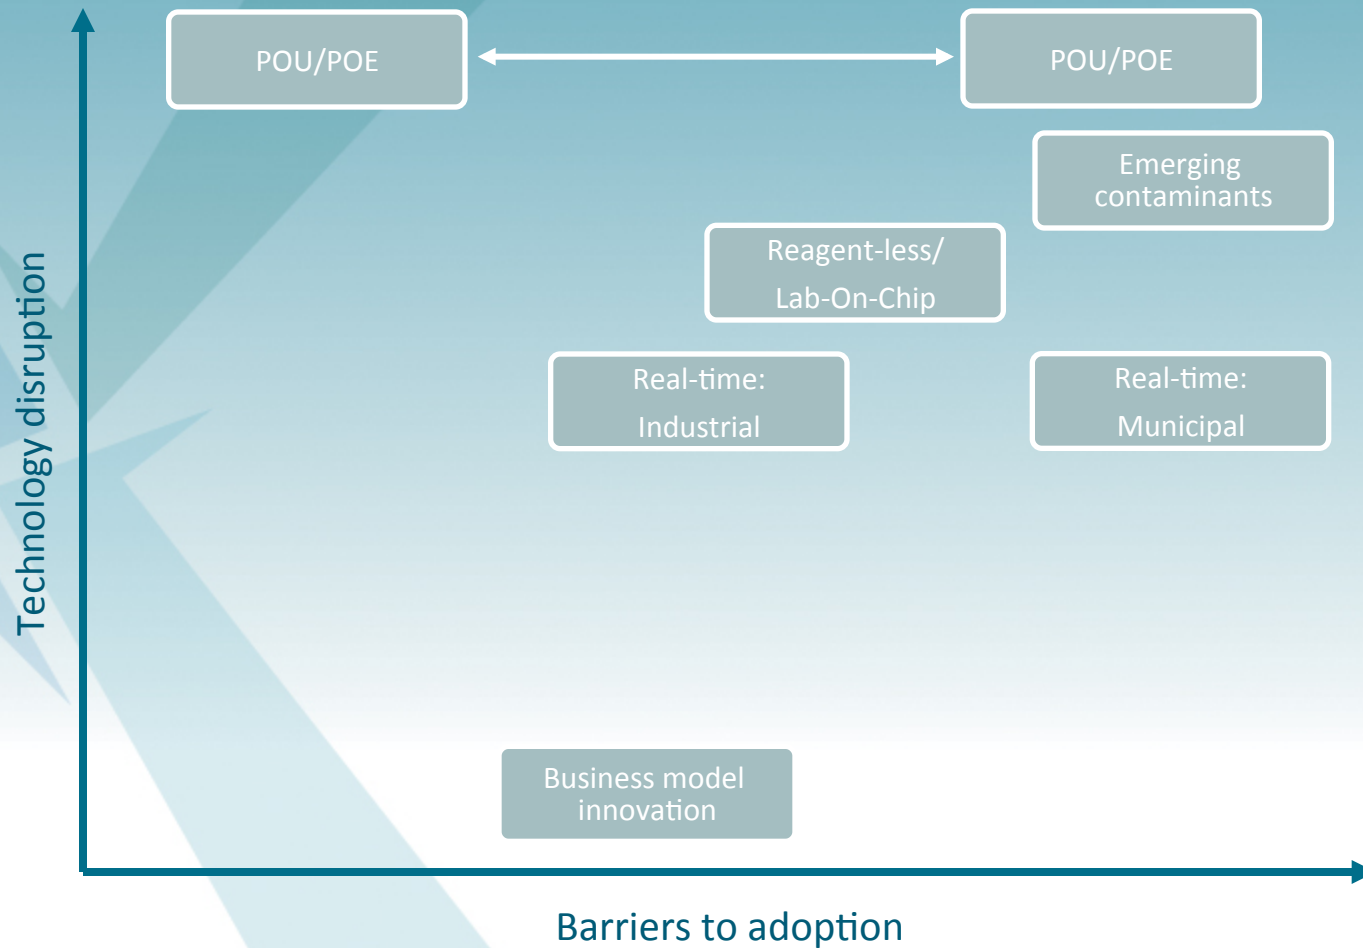 POU/POE
POU/POE
Emerging
contaminants
Reagent-less/
Lab-On-Chip
Real-time:
Industrial
Real-time:
Municipal
Technology disruption
Business model
innovation
Barriers to adoption